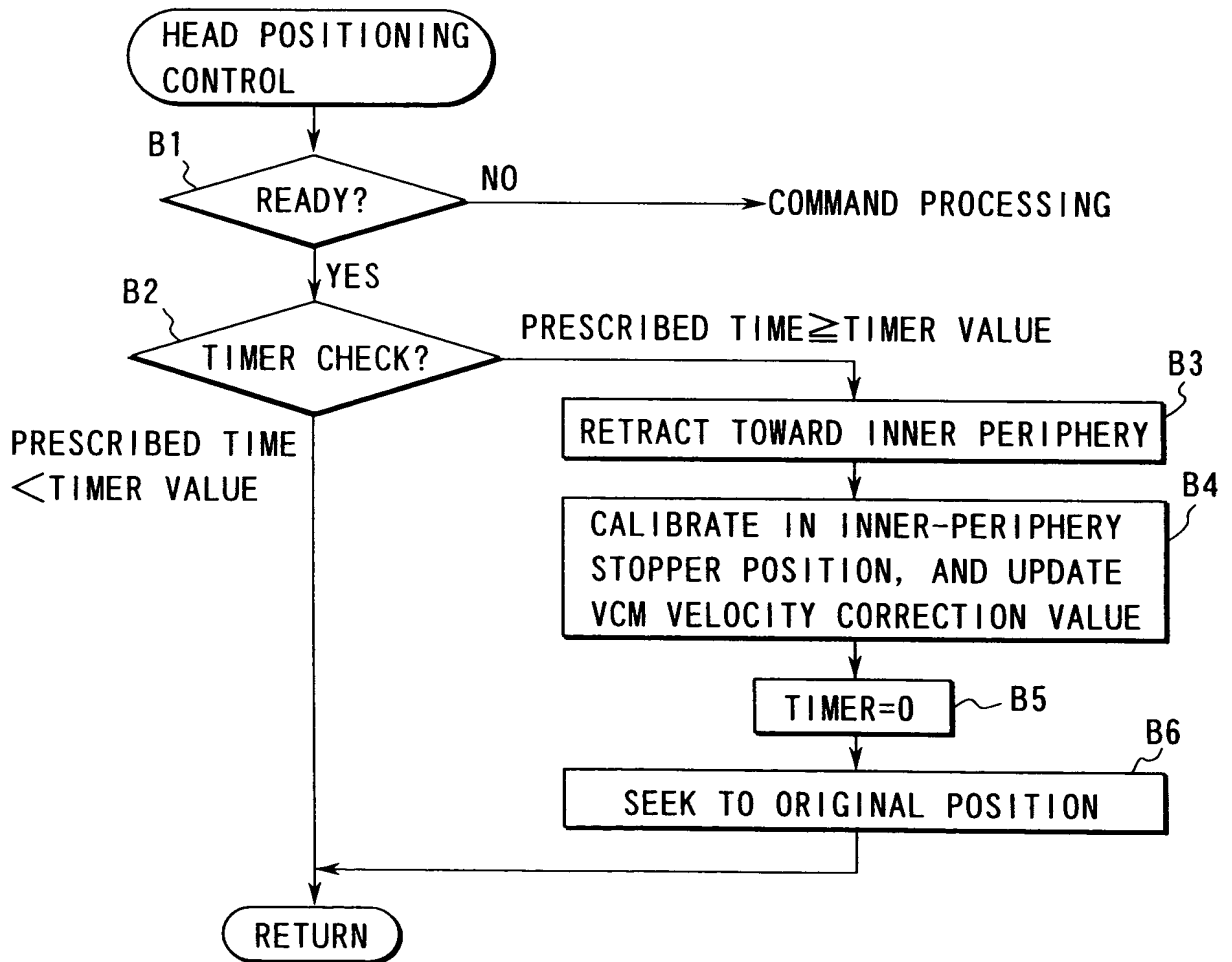 HEAD POSITIONING
CONTROL
B1
READY?
NO
COMMAND PROCESSING
YES
B2
TIMER CHECK?
PRESCRIBED TIME≧TIMER VALUE
PRESCRIBED TIME
<TIMER VALUE
B3
RETRACT TOWARD INNER PERIPHERY
B4
CALIBRATE IN INNER-PERIPHERY
STOPPER POSITION, AND UPDATE
VCM VELOCITY CORRECTION VALUE
TIMER=0
B5
B6
SEEK TO ORIGINAL POSITION
RETURN